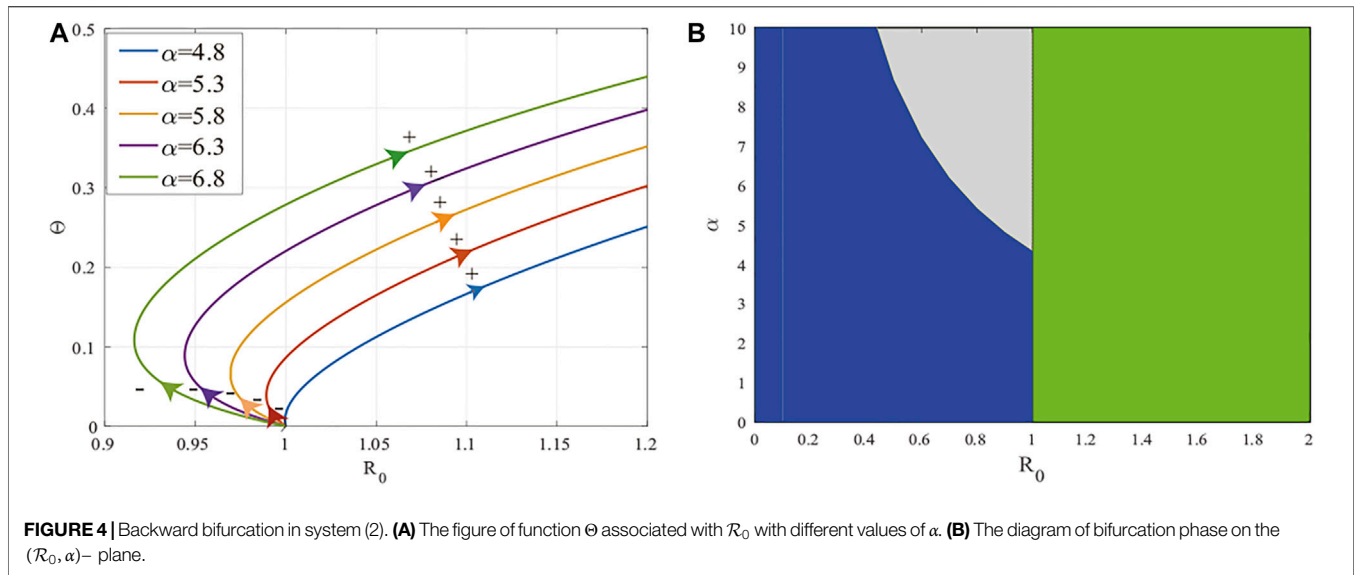 A
α=4.8
α=5.3
α=5.8
α=6.3
α=6.8
0.5
0.4
0.3
0.2
0.1
0
Θ
+
+
+
+
+
- - - - -
0.9 0.95 1 1.05 1.1 1.15 1.2
R0
B
10
9
8
7
6
5
4
3
2
1
0
α
0 0.2 0.4 0.6 0.8 1 1.2 1.4 1.6 1.8 2
R0
FIGURE 4 | Backward bifurcation in system (2). (A) The figure of function Θ associated with R0 with different values of α. (B) The diagram of bifurcation phase on the
(R0, α)– plane.